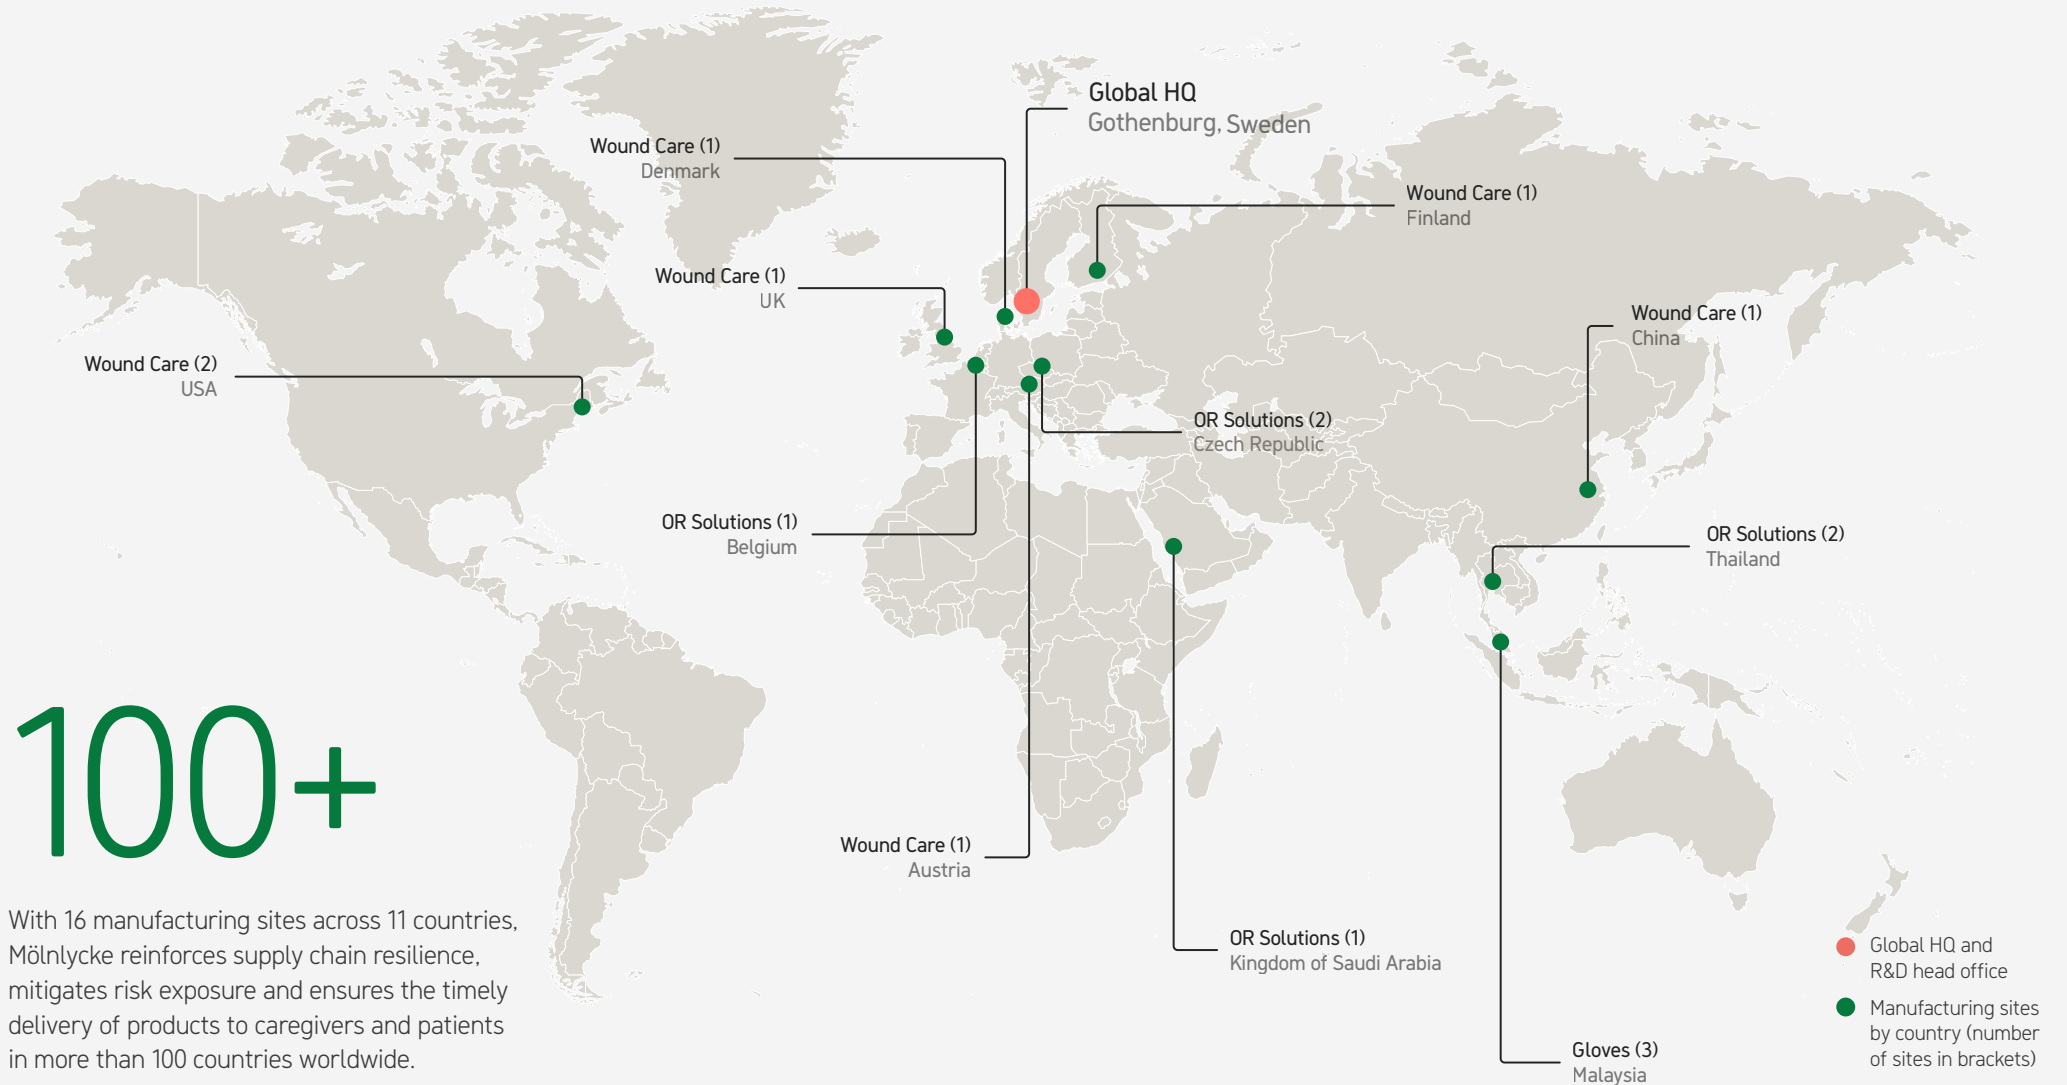 Global HQ
Gothenburg, Sweden
Wound Care (1)
Denmark
Wound Care (1)
Finland
Wound Care (1)
UK
Wound Care (1)
China
Wound Care (2)
USA
OR Solutions (2)
Czech Republic
OR Solutions (1)
Belgium
OR Solutions (2)
Thailand
100+
Wound Care (1)
Austria
With 16 manufacturing sites across 11 countries,
Mölnlycke reinforces supply chain resilience,
mitigates risk exposure and ensures the timely
delivery of products to caregivers and patients
in more than 100 countries worldwide.
OR Solutions (1)
Kingdom of Saudi Arabia
Gloves (3)
Malaysia
Global HQ and
R&D head office
Manufacturing sites
by country (number
of sites in brackets)